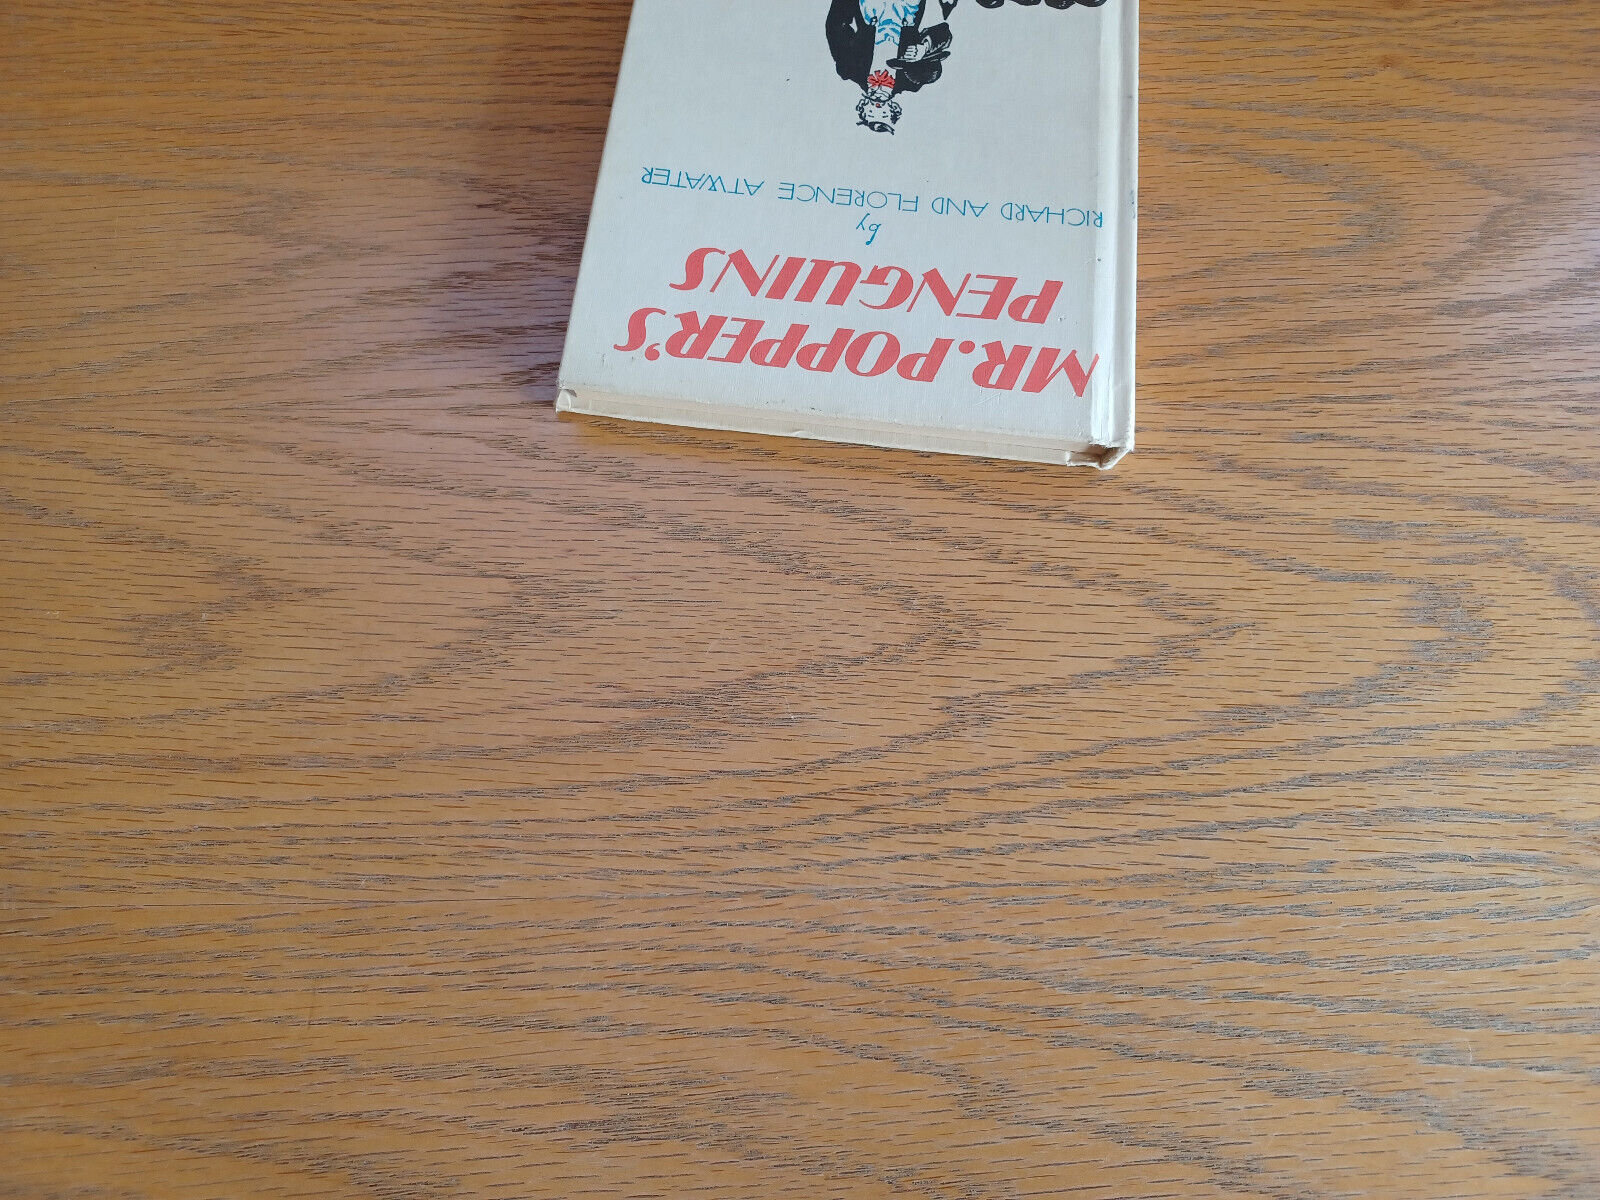 MR. POPPER'S
PENGUINS
by
RICHARD AND FLORENCE ATWATER